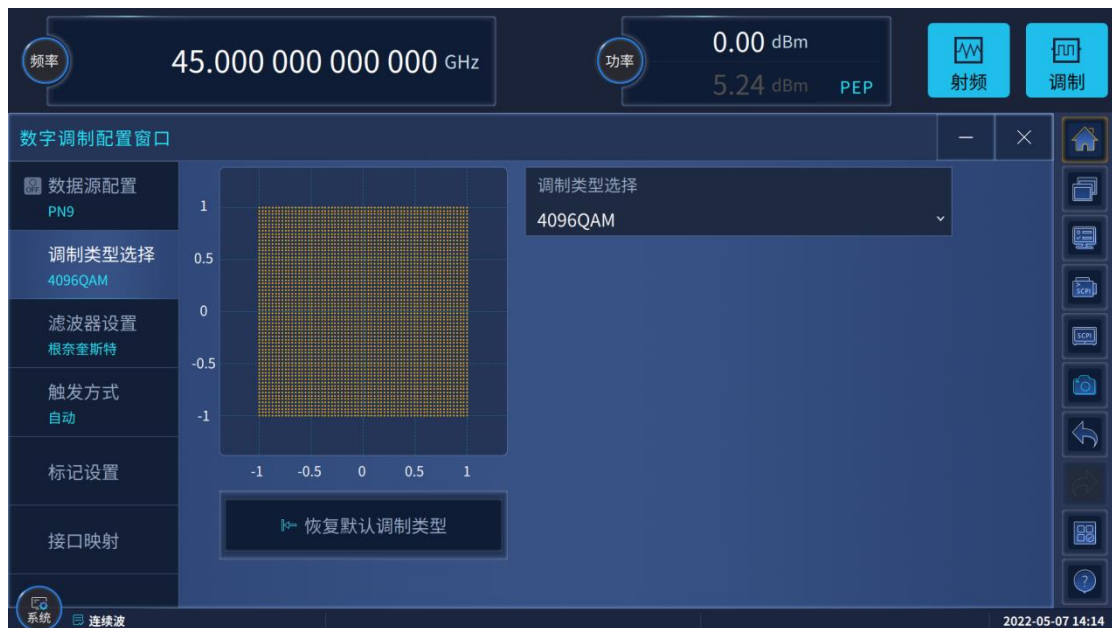 频率
45.000 000 000 000 GHz
功率
0.00 dBm
5.24 dBm PEP
射频
调制
数字调制配置窗口
OFF
数据源配置
PN9
调制类型选择
4096QAM
滤波器设置
根奈奎斯特
触发方式
自动
标记设置
接口映射
1
0.5
0
-0.5
-1
-1 -0.5 0 0.5 1
恢复默认调制类型
调制类型选择
4096QAM
SCPI
SCPI
?
系统
连续波
2022-05-07 14:14